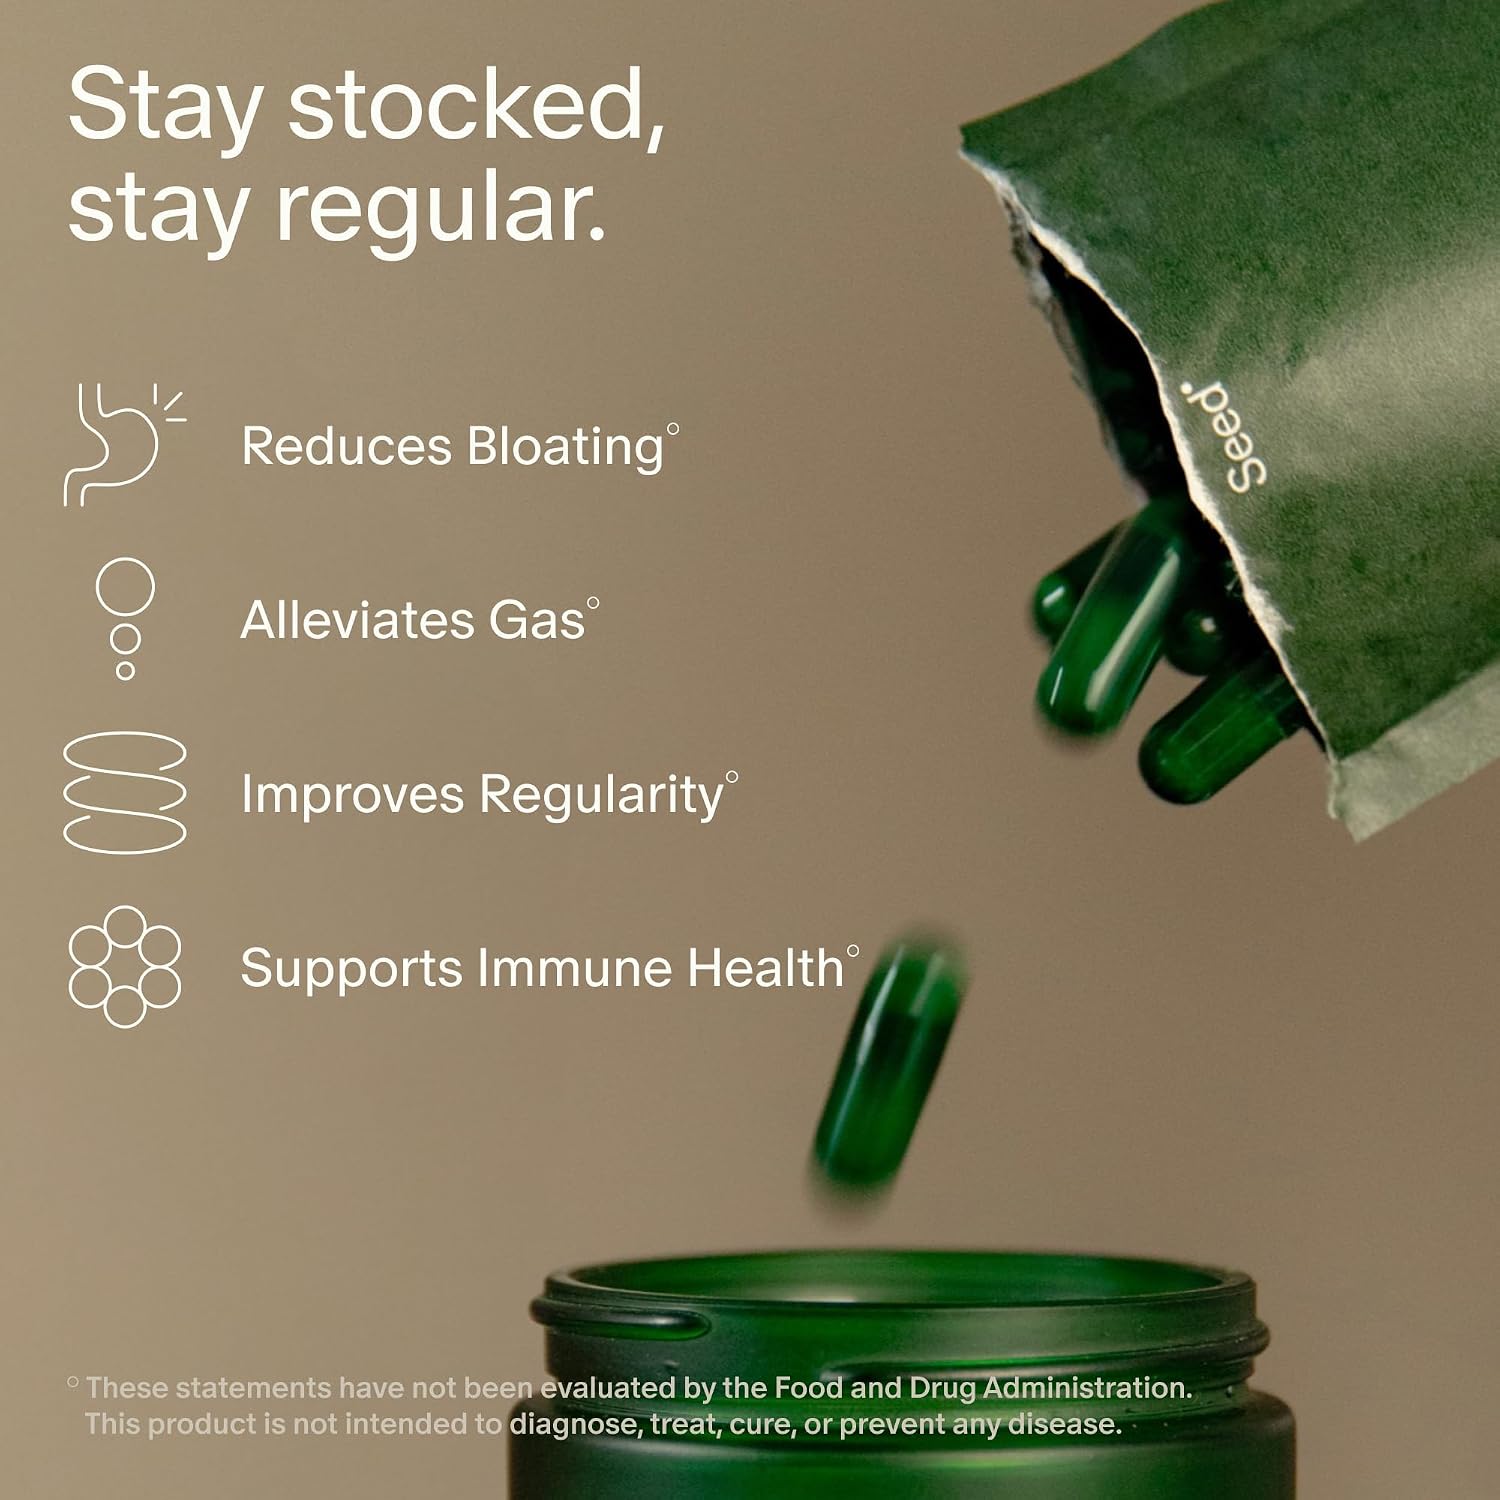 Stay stocked,
stay regular.
Seed
Reduces Bloating°
Alleviates Gas°
Improves Regularity°
Supports Immune Health°
° These statements have not been evaluated by the Food and Drug Administration.
This product is not intended to diagnose, treat, cure, or prevent any disease.